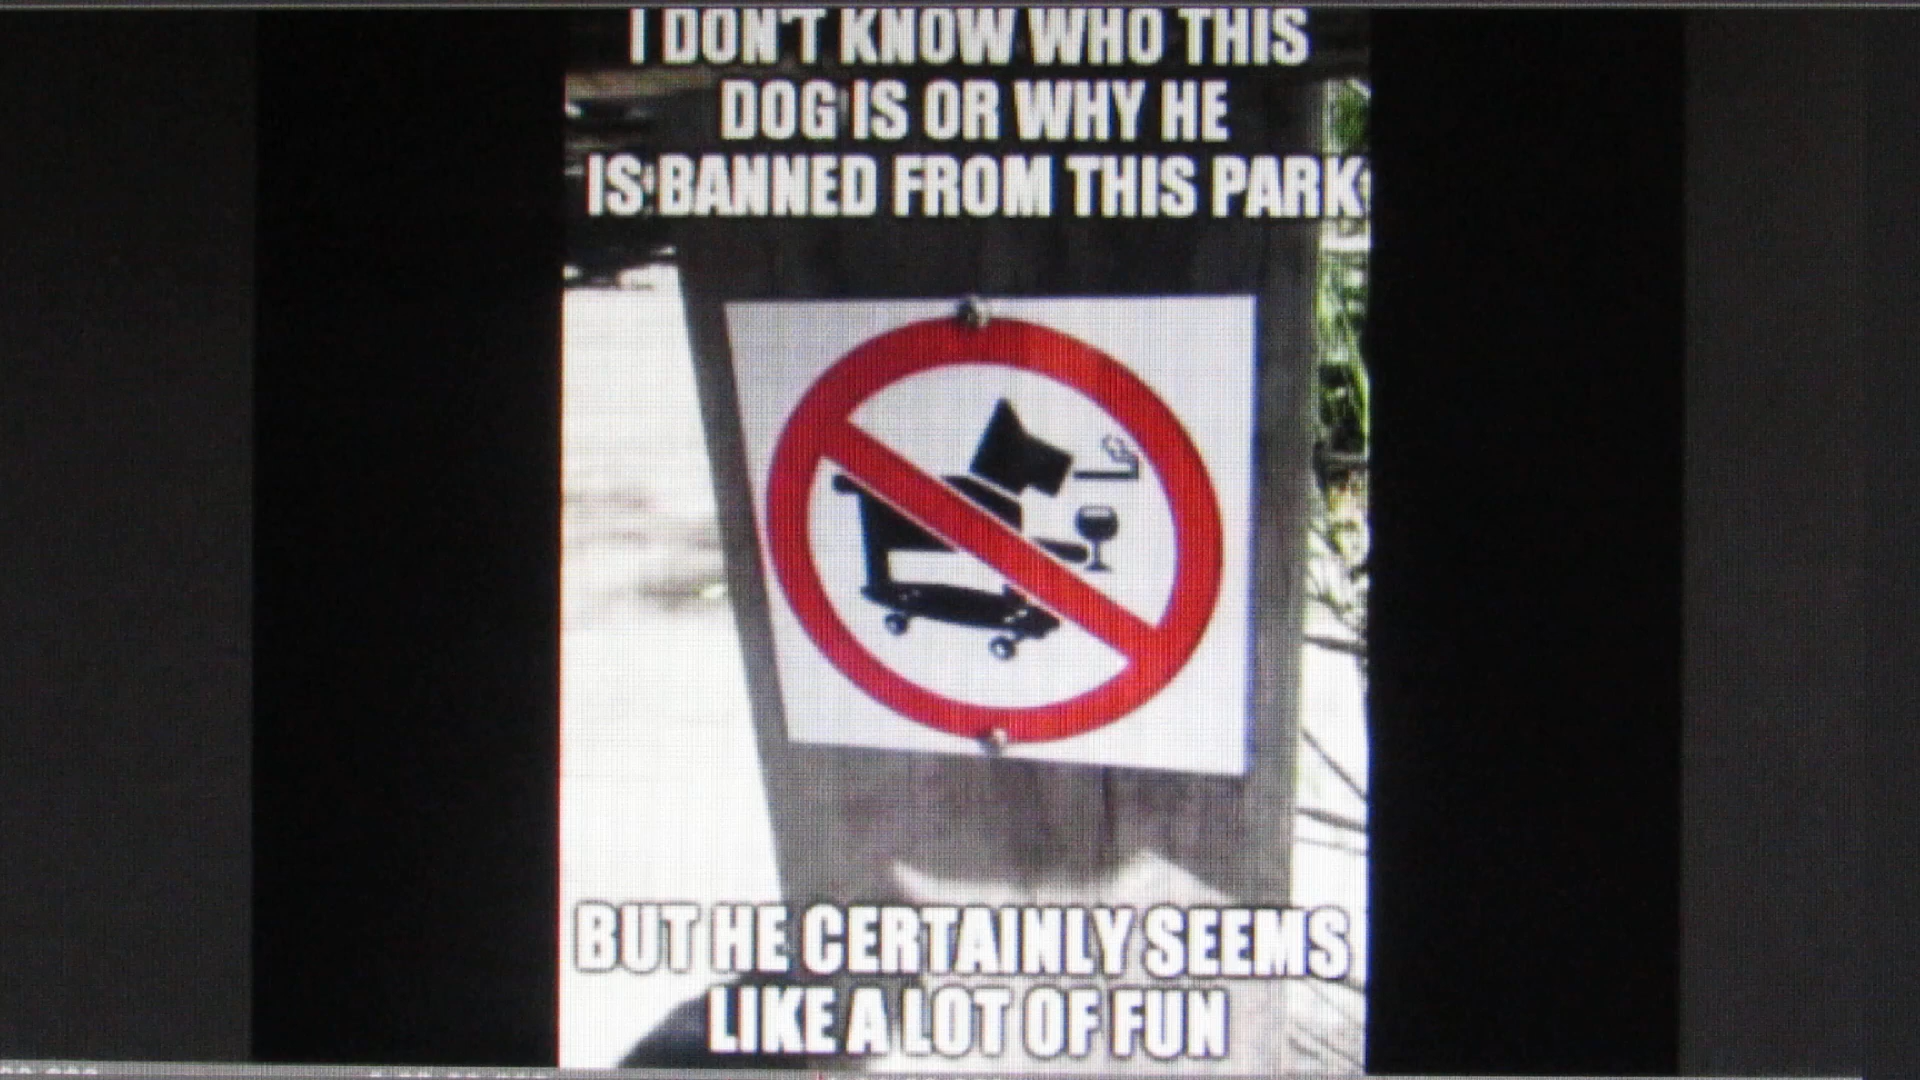 I DON'T KNOW WHO THIS
DOG IS OR WHY HE
IS BANNED FROM THIS PARK
BUT HE CERTAINLY SEEMS
LIKE A LOT OF FUN